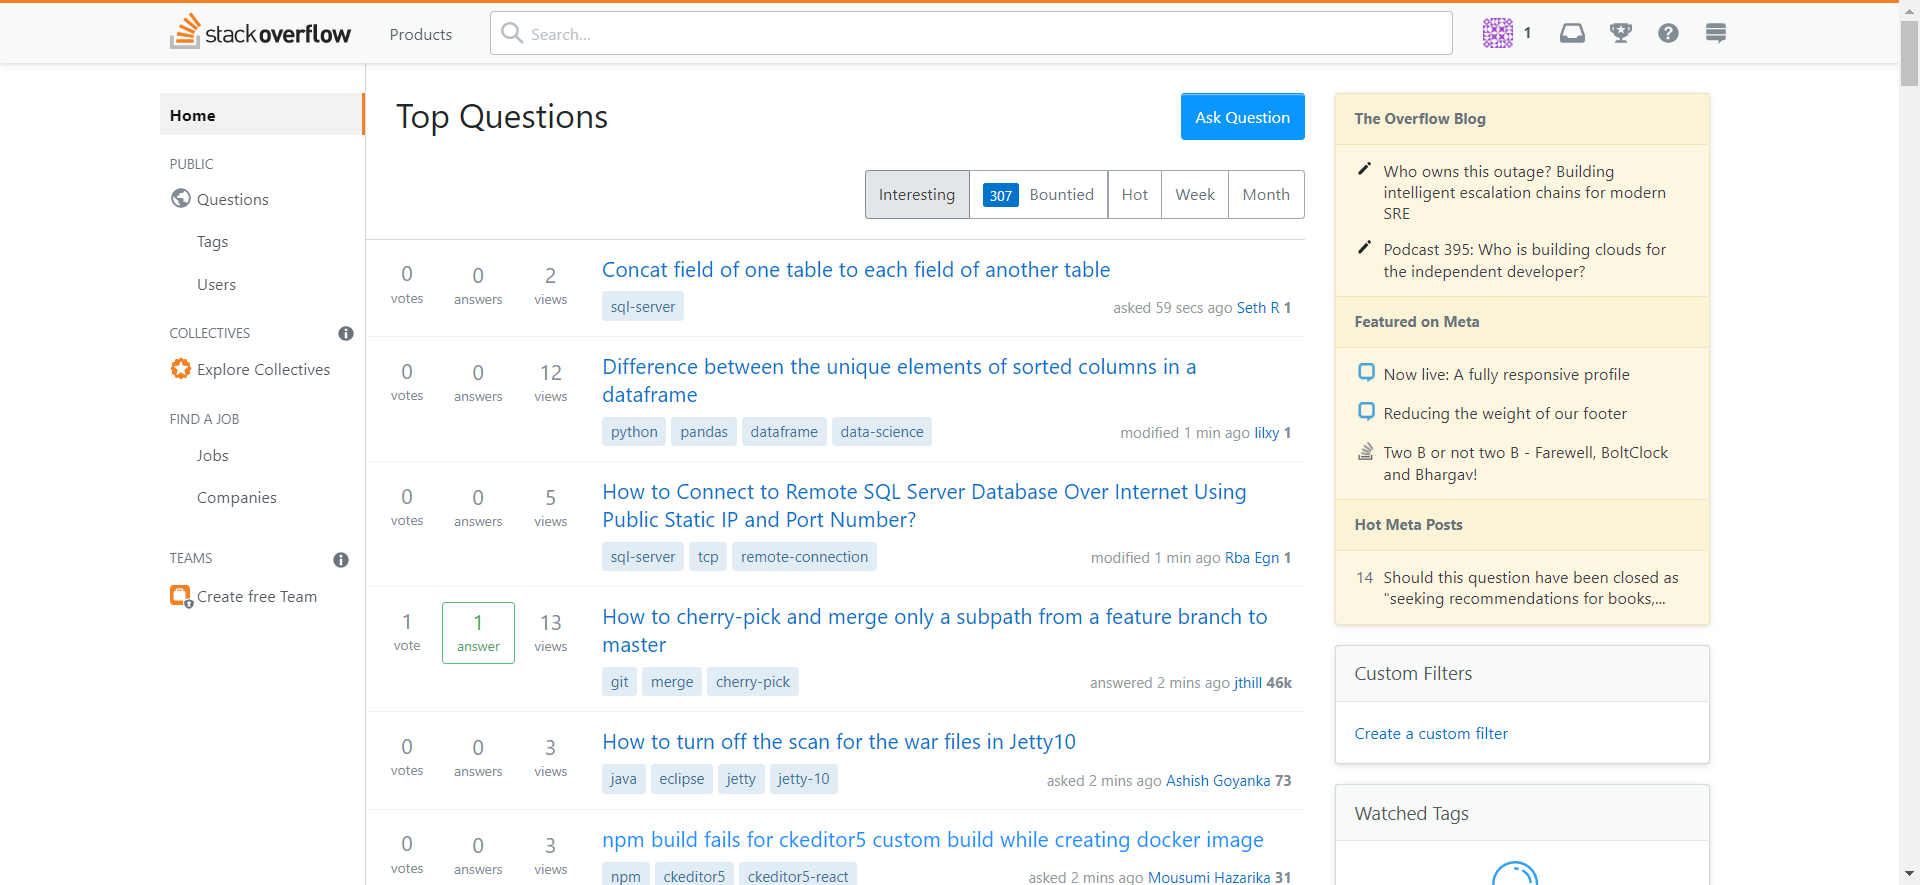 stack overflow
Products
Search...
1
Home
PUBLIC
Questions
Tags
Users
COLLECTIVES
Explore Collectives
FIND A JOB
Jobs
Companies
TEAMS
Create free Team
Top Questions
Ask Question
Interesting
307 Bountied
Hot
Week
Month
0 votes
0 answers
2 views
Concat field of one table to each field of another table
sql-server
asked 59 secs ago Seth R 1
0 votes
0 answers
12 views
Difference between the unique elements of sorted columns in a
dataframe
python pandas dataframe data-science
modified 1 min ago lilxy 1
0 votes
0 answers
5 views
How to Connect to Remote SQL Server Database Over Internet Using
Public Static IP and Port Number?
sql-server tcp remote-connection
modified 1 min ago Rba Egn 1
1 vote
1 answer
13 views
How to cherry-pick and merge only a subpath from a feature branch to
master
git merge cherry-pick
answered 2 mins ago jthill 46k
0 votes
0 answers
3 views
How to turn off the scan for the war files in Jetty10
java eclipse jetty jetty-10
asked 2 mins ago Ashish Goyanka 73
0 votes
0 answers
3 views
npm build fails for ckeditor5 custom build while creating docker image
npm ckeditor5 ckeditor5-react
asked 2 mins ago Mousumi Hazarika 31
The Overflow Blog
Who owns this outage? Building
intelligent escalation chains for modern
SRE
Podcast 395: Who is building clouds for
the independent developer?
Featured on Meta
Now live: A fully responsive profile
Reducing the weight of our footer
Two B or not two B - Farewell, BoltClock
and Bhargav!
Hot Meta Posts
14 Should this question have been closed as
"seeking recommendations for books,...
Custom Filters
Create a custom filter
Watched Tags